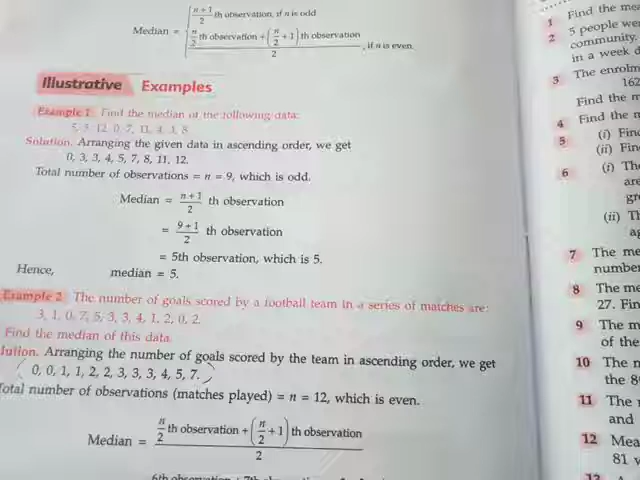 n+1/2 th observation, if n is odd
Median = n/2 th observation + (n/2 + 1) th observation / 2, if n is even.
Illustrative Examples
Example 1 Find the median of the following data:
5, 3, 12, 0, 7, 11, 4, 3, 8.
Solution. Arranging the given data in ascending order, we get
0, 3, 3, 4, 5, 7, 8, 11, 12.
Total number of observations = n = 9, which is odd.
Median = n+1/2 th observation
= 9+1/2 th observation
= 5th observation, which is 5.
Hence, median = 5.
Example 2 The number of goals scored by a football team in a series of matches are:
3, 1, 0, 7, 5, 3, 3, 4, 1, 2, 0, 2.
Find the median of this data.
lution. Arranging the number of goals scored by the team in ascending order, we get
0, 0, 1, 1, 2, 2, 3, 3, 3, 4, 5, 7.
Total number of observations (matches played) = n = 12, which is even.
Median = n/2 th observation + (n/2 + 1) th observation / 2
1 Find the mea
2 5 people we
community.
in a week d
3 The enrolm
162
Find the m
4 Find the m
5 (i) Find
(ii) Fin
6 (i) The
are
gr
(ii) Tl
ag
7 The me
number
8 The me
27. Fin
9 The m
of the
10 The n
the 8
11 The
and
12 Mea
81 v
13